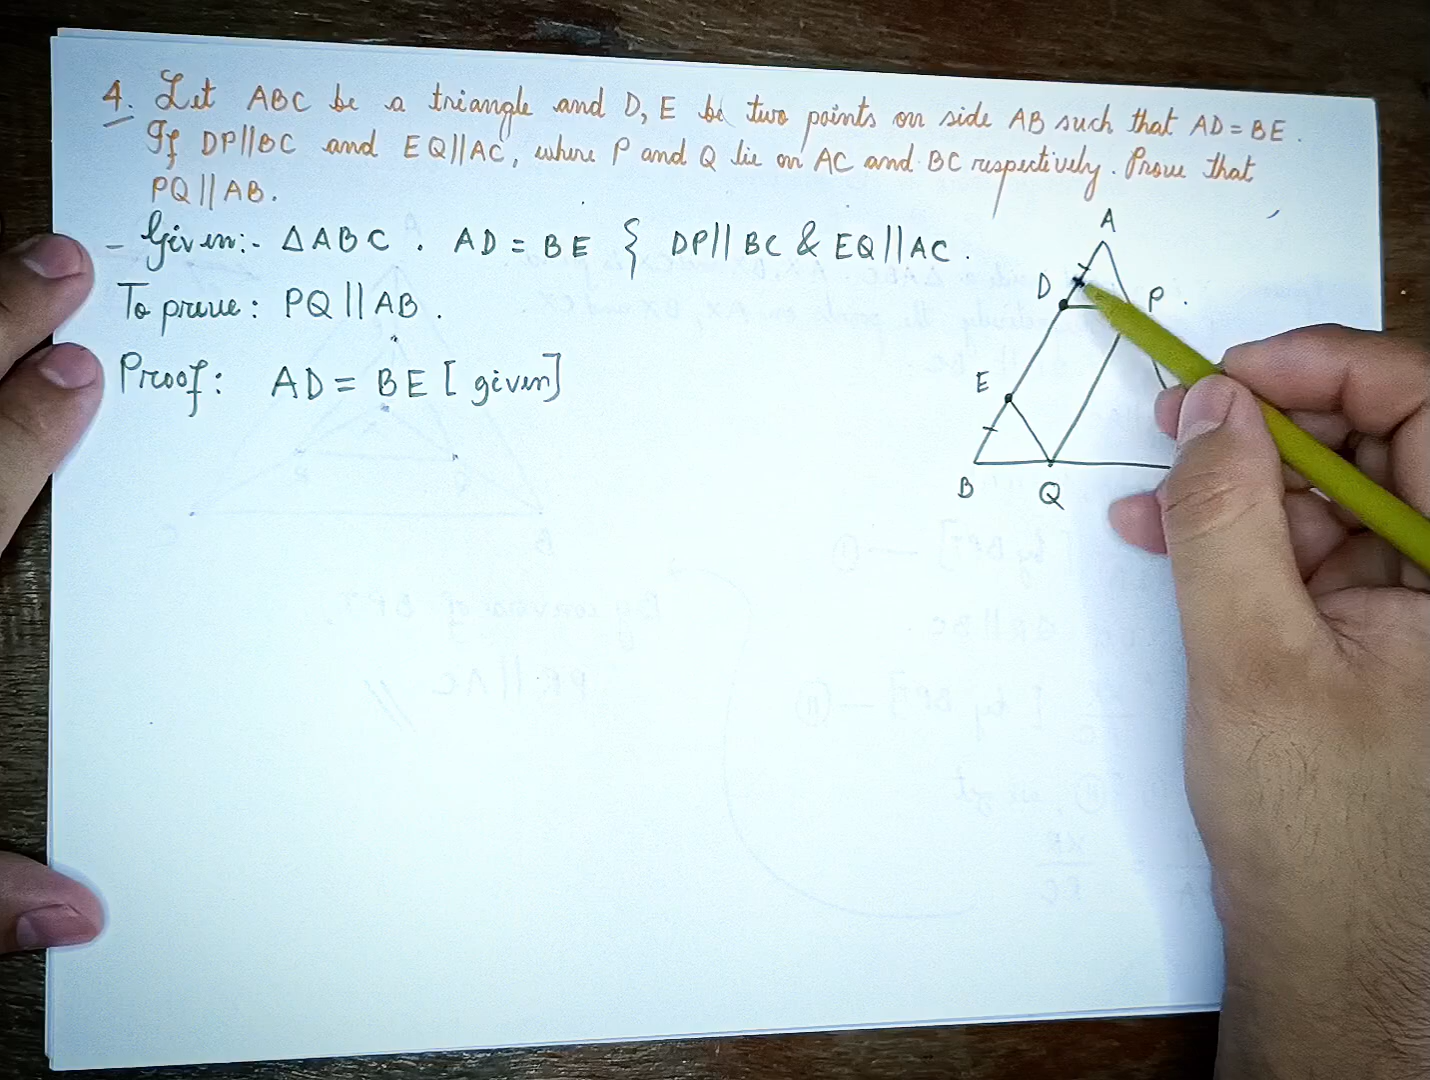 4. Let ABC be a triangle and D, E be two points on side AB such that AD = BE.
If DP||BC and EQ||AC, where P and Q lie on AC and BC respectively. Prove that
PQ||AB.
- Given:- △ABC . AD = BE { DP||BC & EQ||AC.
To prove: PQ||AB.
Proof: AD = BE [given]
A
D
P
E
B
Q